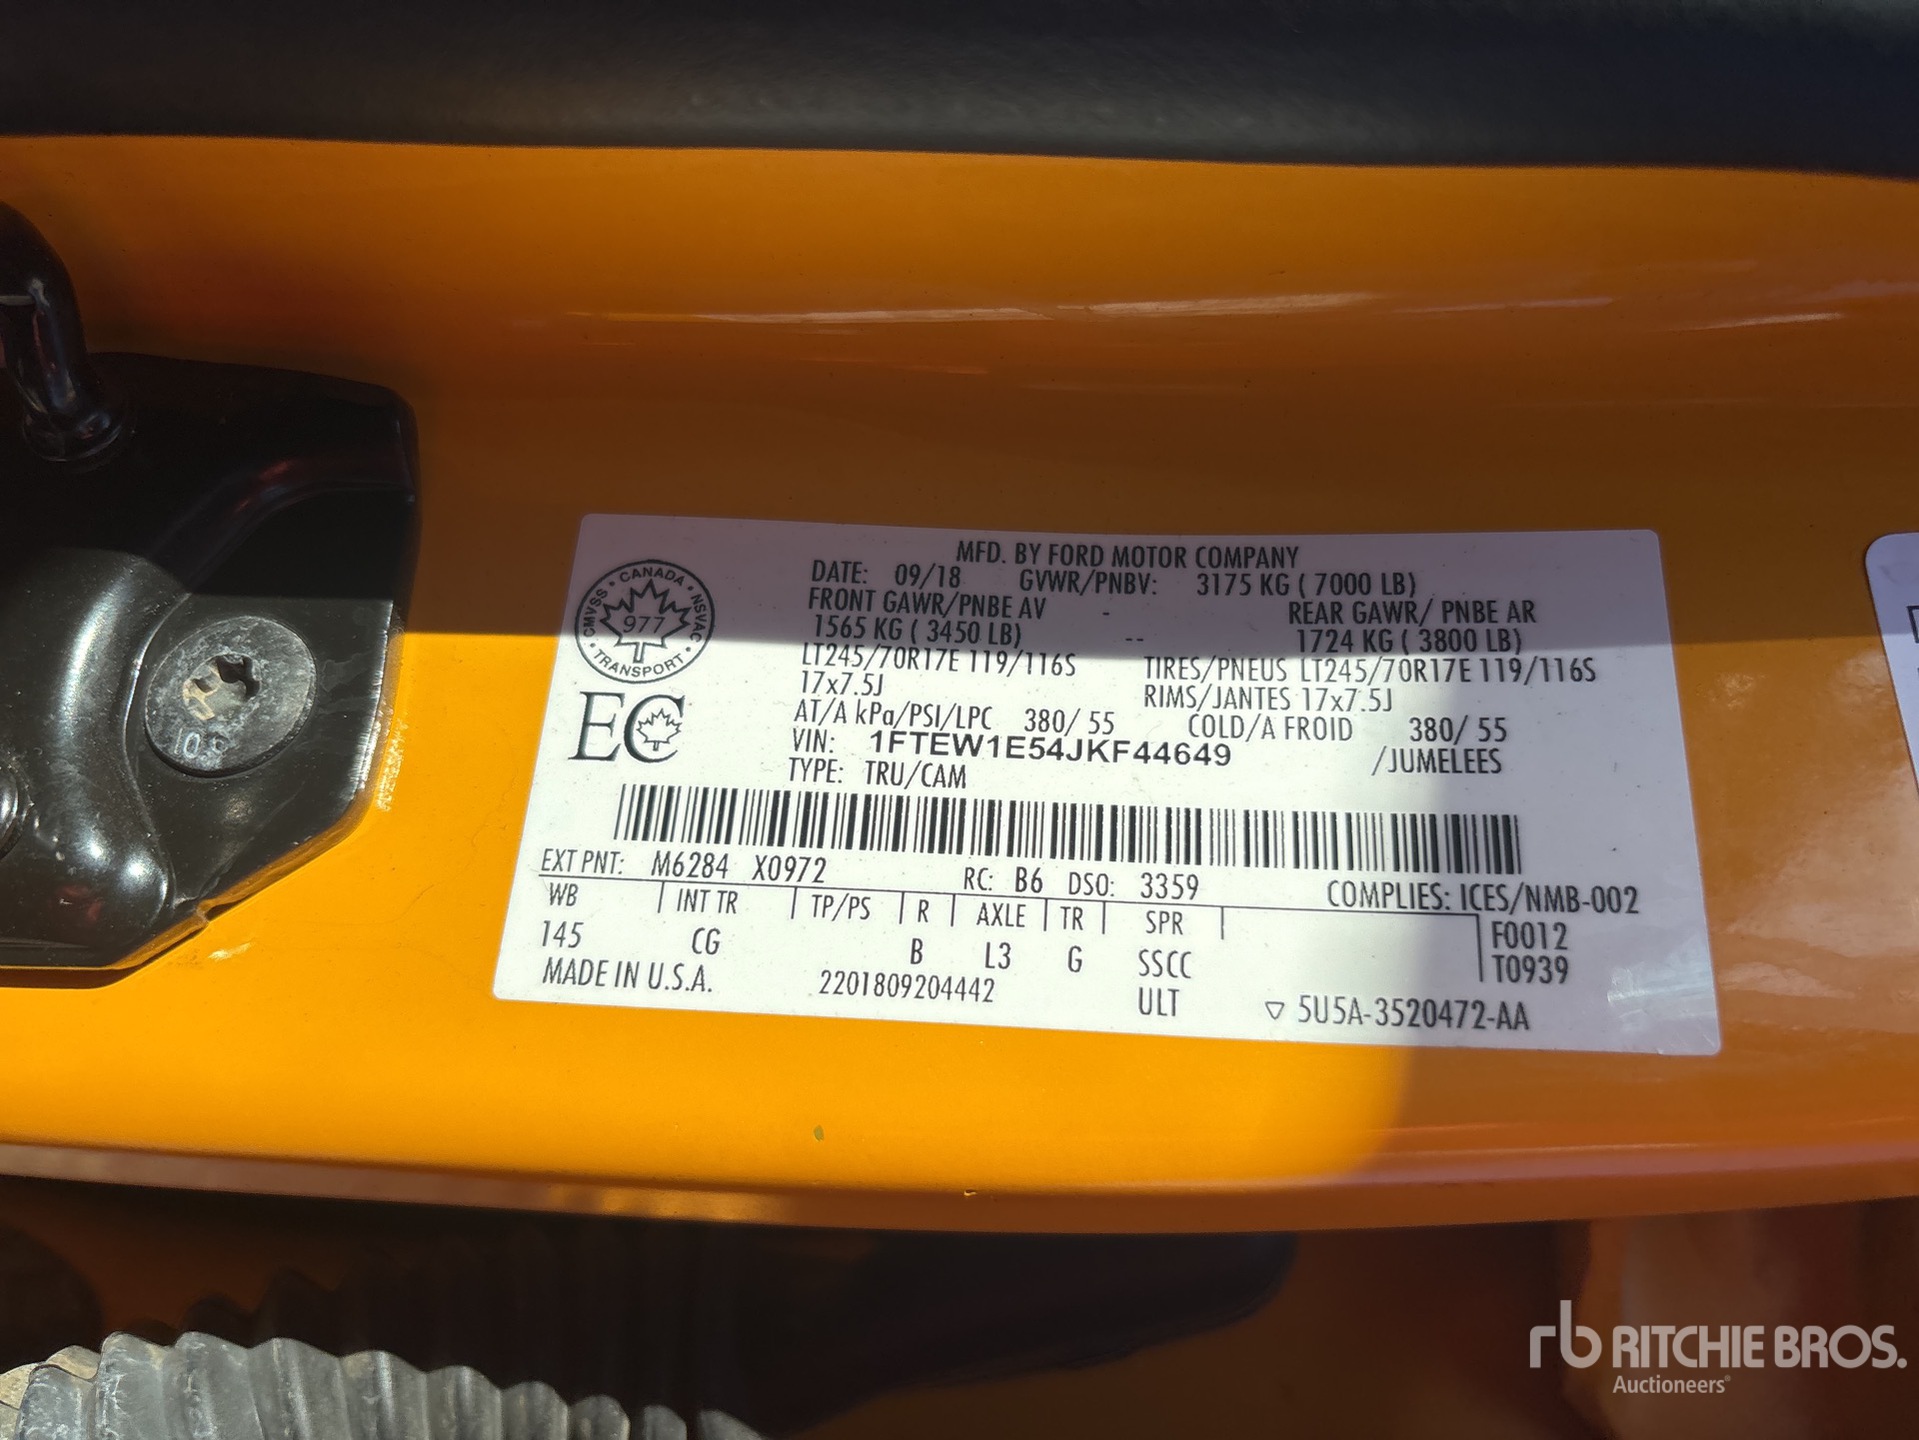 MFD. BY FORD MOTOR COMPANY
DATE: 09/18 GVWR/PNBV: 3175 KG ( 7000 LB)
FRONT GAWR/PNBE AV - REAR GAWR/ PNBE AR
1565 KG ( 3450 LB) -- 1724 KG ( 3800 LB)
LT245/70R17E 119/116S TIRES/PNEUS LT245/70R17E 119/116S
17x7.5J RIMS/JANTES 17x7.5J
AT/A kPa/PSI/LPC 380/ 55 COLD/A FROID 380/ 55
VIN: 1FTEW1E54JKF44649 /JUMELEES
TYPE: TRU/CAM
CANADA · NSVAC · TRANSPORT · CMVSS ·
977
EC
EXT PNT: M6284 X0972 RC: B6 DSO: 3359 COMPLIES: ICES/NMB-002
WB INT TR TP/PS R AXLE TR SPR F0012
145 CG B L3 G SSCC T0939
MADE IN U.S.A. 2201809204442 ULT ▽ 5U5A-3520472-AA
10.9
rb RITCHIE BROS.
Auctioneers®